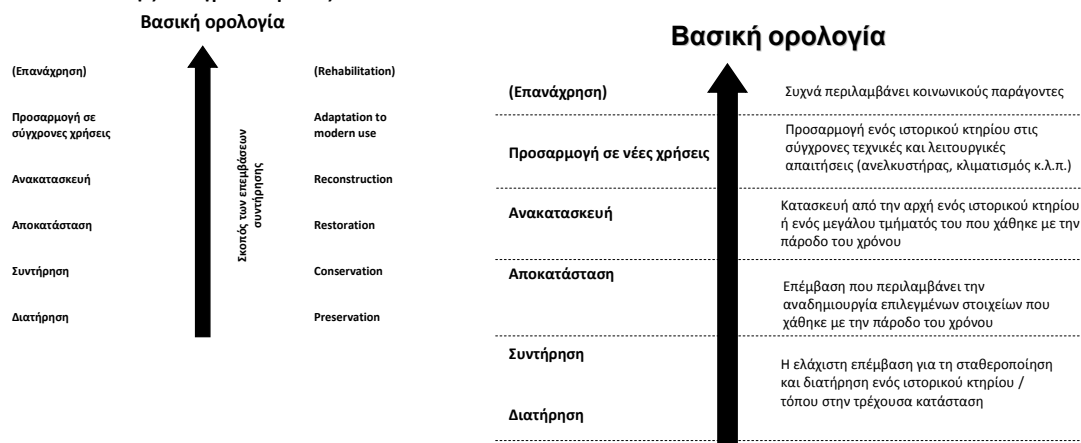 Βασική ορολογία
(Επανάχρηση)
(Rehabilitation)
Προσαρμογή σε
σύγχρονες χρήσεις
Adaptation to
modern use
Ανακατασκευή
Reconstruction
Αποκατάσταση
Restoration
Συντήρηση
Conservation
Διατήρηση
Preservation
Σκοπός των επεμβάσεων
συντήρησης
Βασική ορολογία
(Επανάχρηση)
Συχνά περιλαμβάνει κοινωνικούς παράγοντες
Προσαρμογή σε νέες χρήσεις
Προσαρμογή ενός ιστορικού κτηρίου στις
σύγχρονες τεχνικές και λειτουργικές
απαιτήσεις (ανελκυστήρας, κλιματισμός κ.λ.π.)
Ανακατασκευή
Κατασκευή από την αρχή ενός ιστορικού κτηρίου
ή ενός μεγάλου τμήματός του που χάθηκε με την
πάροδο του χρόνου
Αποκατάσταση
Επέμβαση που περιλαμβάνει την
αναδημιουργία επιλεγμένων στοιχείων που
χάθηκε με την πάροδο του χρόνου
Συντήρηση
Διατήρηση
Η ελάχιστη επέμβαση για τη σταθεροποίηση
και διατήρηση ενός ιστορικού κτηρίου /
τόπου στην τρέχουσα κατάσταση